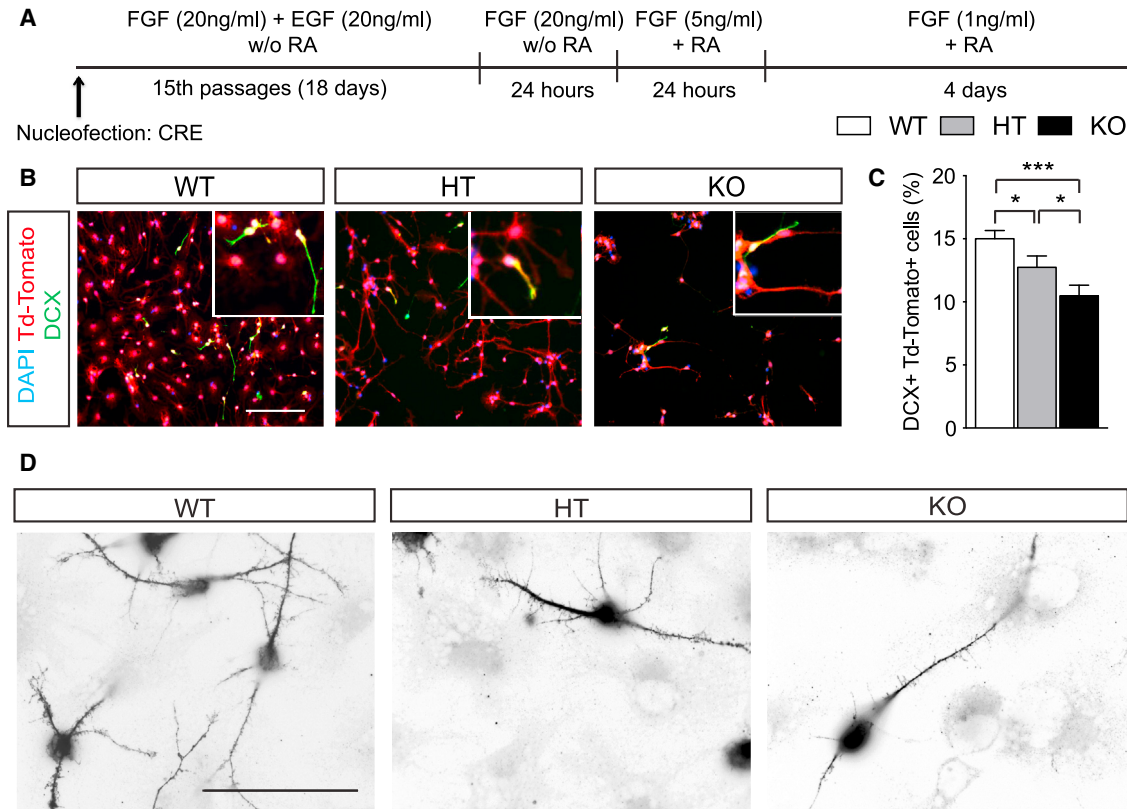 A
FGF (20ng/ml) + EGF (20ng/ml)
w/o RA
FGF (20ng/ml)
w/o RA
FGF (5ng/ml)
+ RA
FGF (1ng/ml)
+ RA
15th passages (18 days)
24 hours
24 hours
4 days
Nucleofection: CRE
WT
HT
KO
B
WT
HT
KO
DAPI Td-Tomato
DCX
C
DCX+ Td-Tomato+ cells (%)
20
15
10
5
0
***
*
*
D
WT
HT
KO